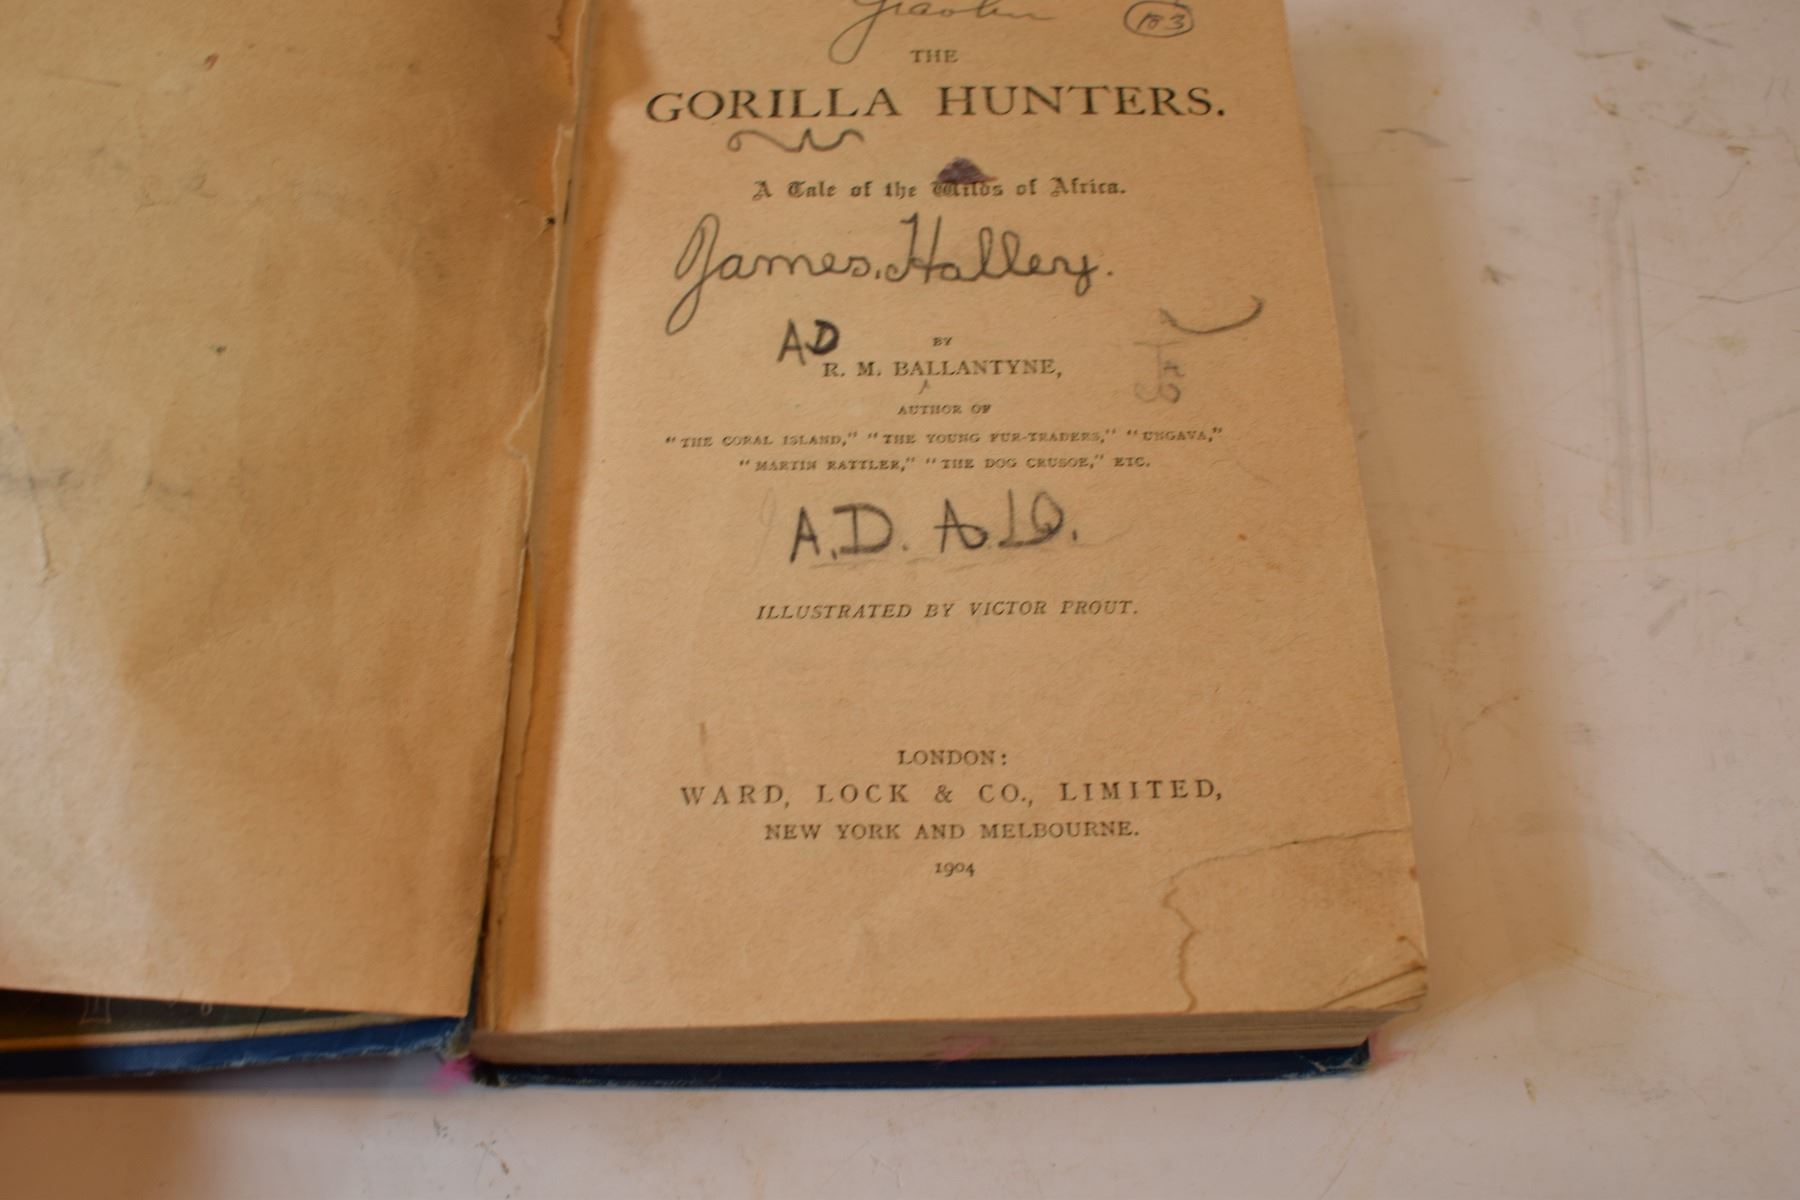 183
THE
GORILLA HUNTERS.
A Tale of the Wilds of Africa.
James. Halley.
AD
BY
R. M. BALLANTYNE,
AUTHOR OF
"THE CORAL ISLAND," "THE YOUNG FUR-TRADERS," "UNGAVA,"
"MARTIN RATTLER," "THE DOG CRUSOE," ETC.
A.D. A.D.
ILLUSTRATED BY VICTOR PROUT.
LONDON:
WARD, LOCK & CO., LIMITED,
NEW YORK AND MELBOURNE.
1904